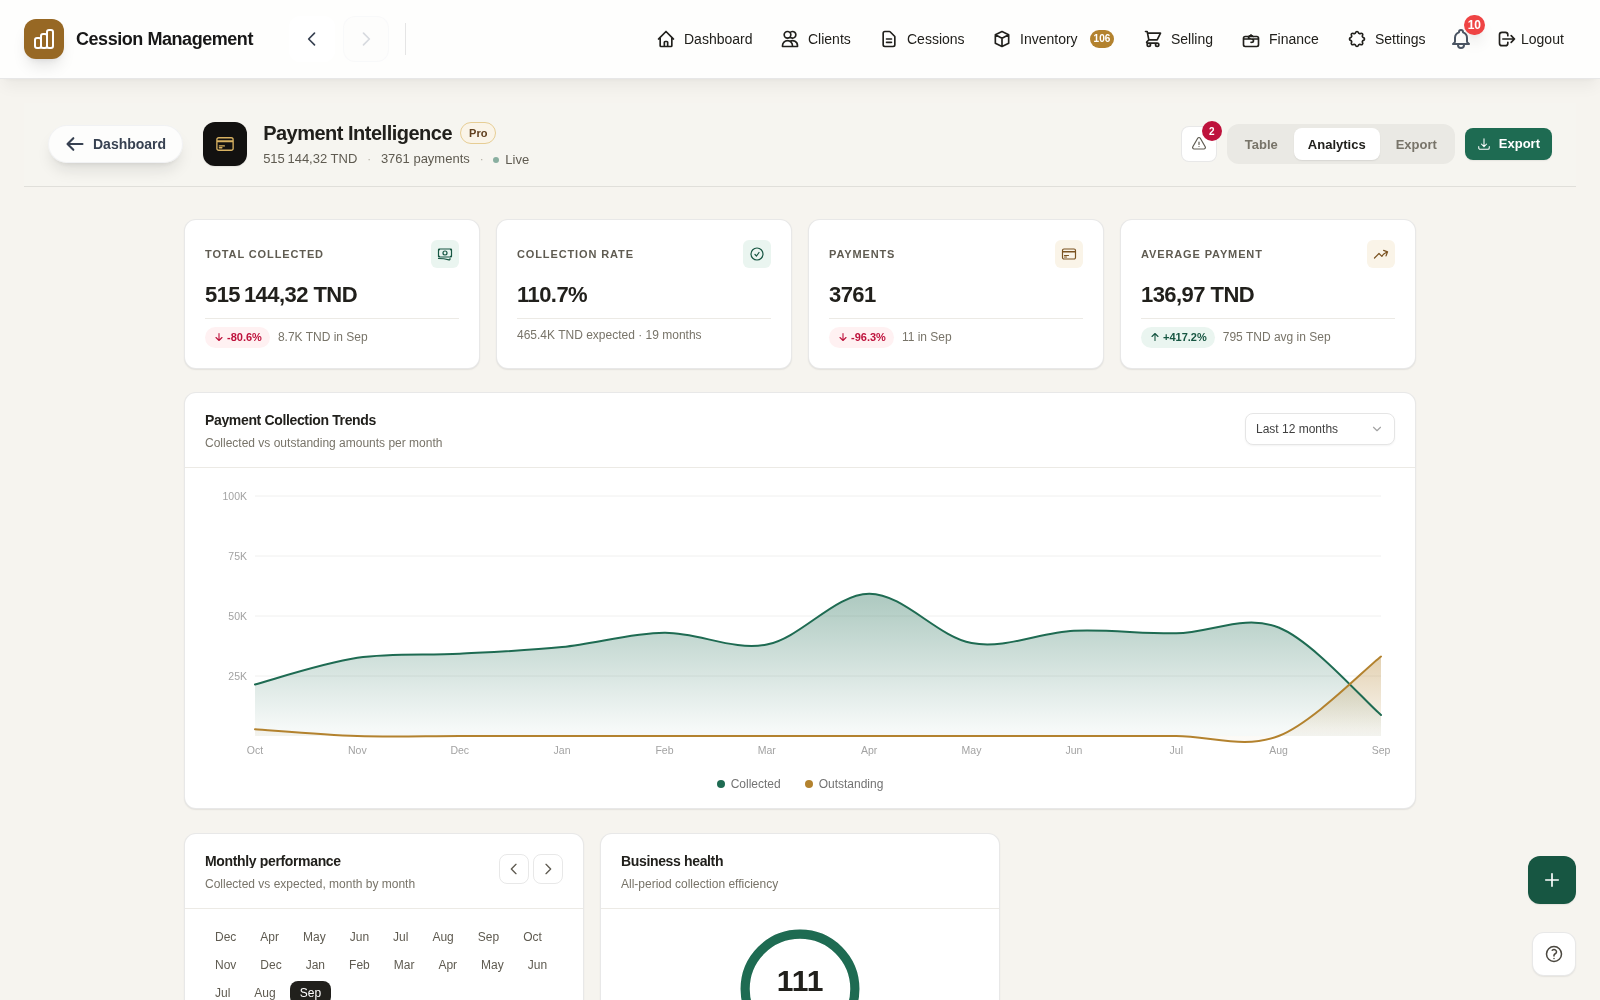 Cession Management
Dashboard
Clients
Cessions
Inventory 106
Selling
Finance
Settings
10
Logout
Dashboard
Payment Intelligence Pro
515 144,32 TND · 3761 payments · Live
2
Table Analytics Export
Export
TOTAL COLLECTED
515 144,32 TND
-80.6% 8.7K TND in Sep
COLLECTION RATE
110.7%
465.4K TND expected · 19 months
PAYMENTS
3761
-96.3% 11 in Sep
AVERAGE PAYMENT
136,97 TND
+417.2% 795 TND avg in Sep
Payment Collection Trends
Collected vs outstanding amounts per month
Last 12 months
100K
75K
50K
25K
Oct Nov Dec Jan Feb Mar Apr May Jun Jul Aug Sep
Collected Outstanding
Monthly performance
Collected vs expected, month by month
Dec Apr May Jun Jul Aug Sep Oct
Nov Dec Jan Feb Mar Apr May Jun
Jul Aug Sep
Business health
All-period collection efficiency
111